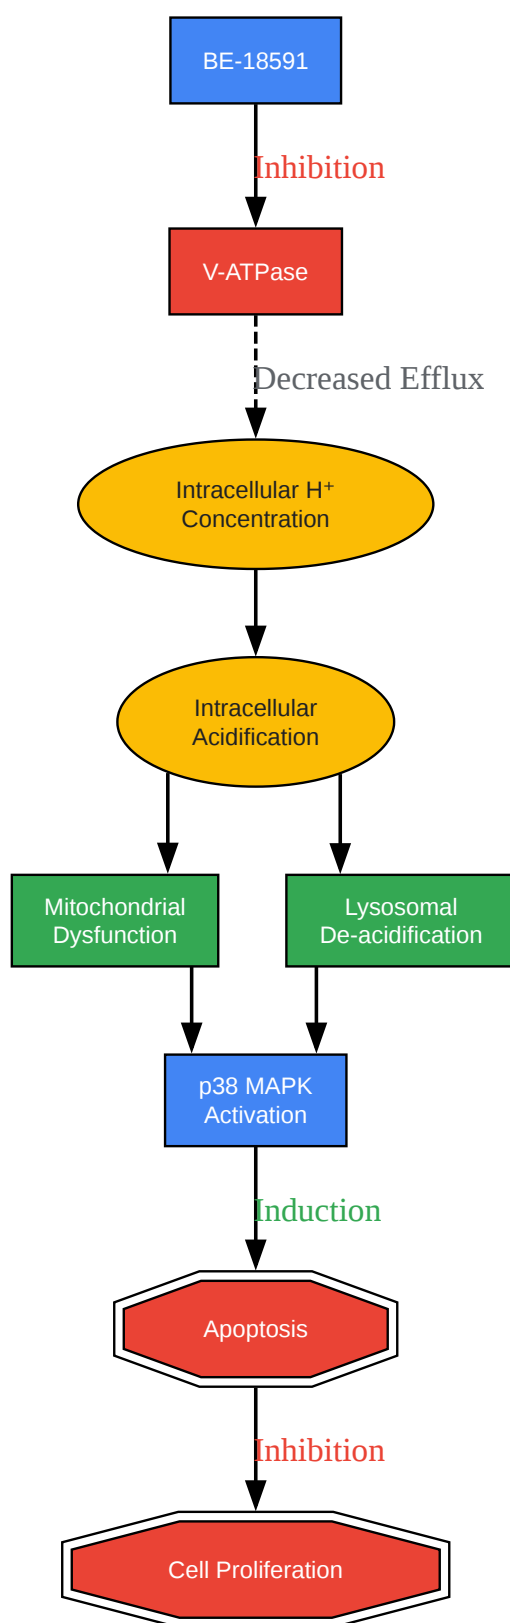 BE-18591
Inhibition
V-ATPase
Decreased Efflux
Intracellular H⁺
Concentration
Intracellular
Acidification
Mitochondrial
Dysfunction
Lysosomal
De-acidification
p38 MAPK
Activation
Induction
Apoptosis
Inhibition
Cell Proliferation